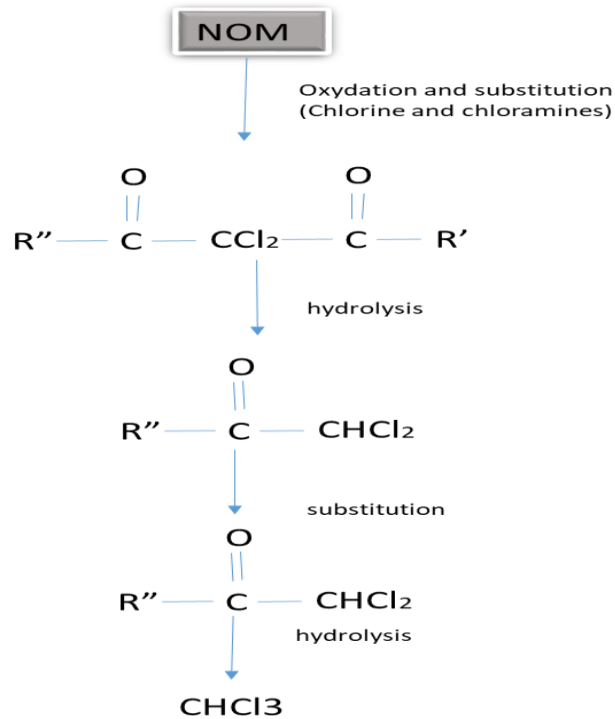 NOM
Oxydation and substitution
(Chlorine and chloramines)
O O
R” C CCl₂ C R’
hydrolysis
O
R” C CHCl₂
substitution
O
R” C CHCl₂
hydrolysis
CHCl3